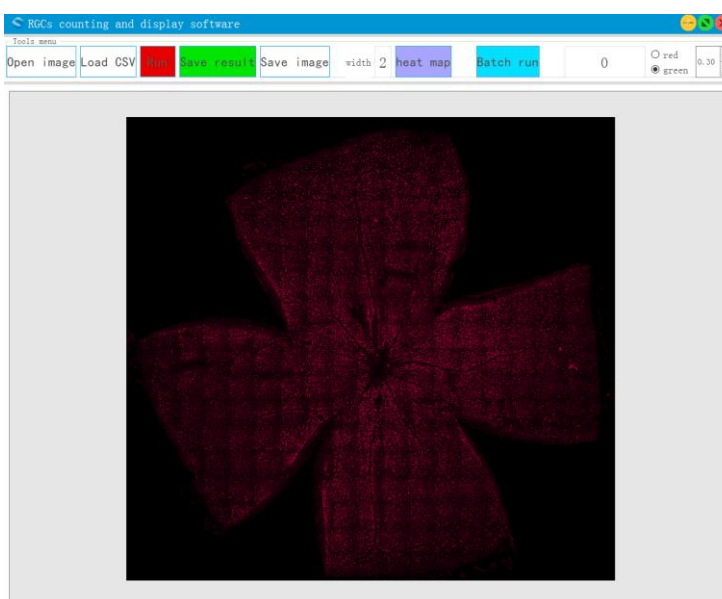 RGCs counting and display software
Tools menu
Open image Load CSV Run Save result Save image width 2 heat map Batch run 0 red 0.30
green